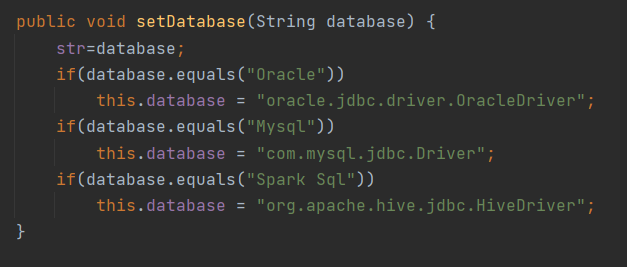 public void setDatabase(String database) {
    str=database;
    if(database.equals("Oracle"))
        this.database = "oracle.jdbc.driver.OracleDriver";
    if(database.equals("Mysql"))
        this.database = "com.mysql.jdbc.Driver";
    if(database.equals("Spark Sql"))
        this.database = "org.apache.hive.jdbc.HiveDriver";
}